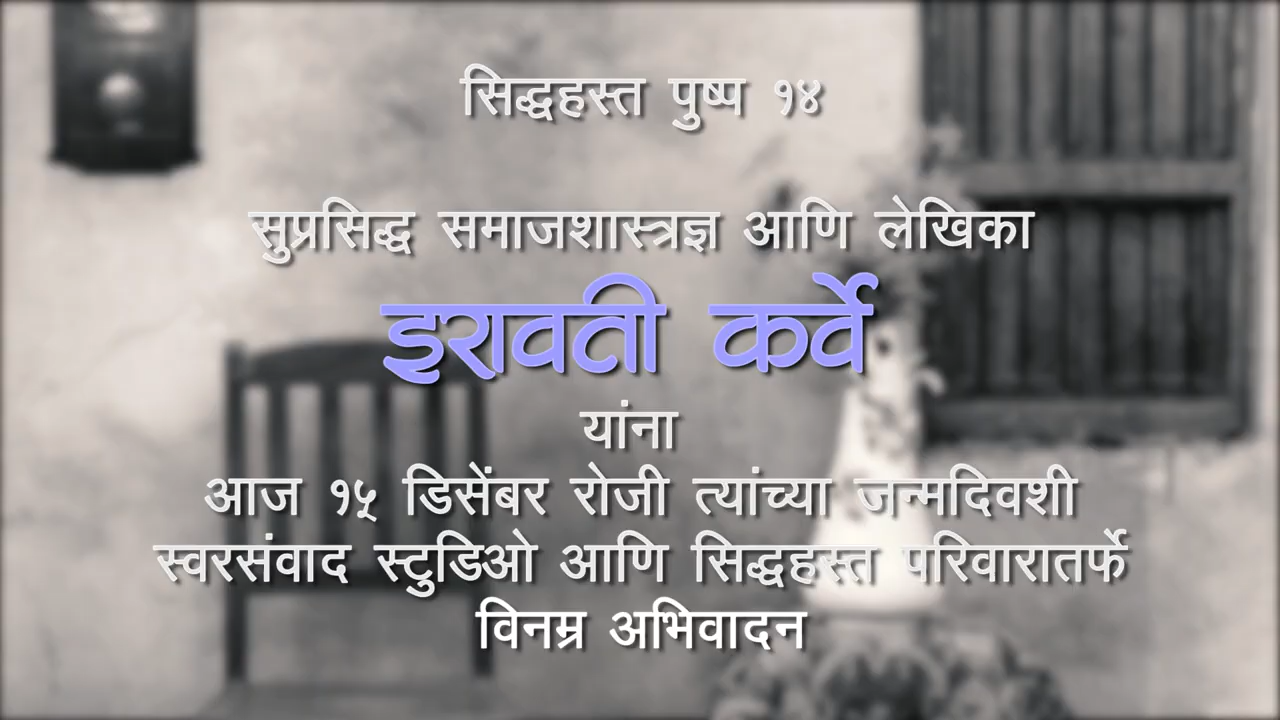 सिद्धहस्त पुष्प १४
सुप्रसिद्ध समाजशास्त्रज्ञ आणि लेखिका
इरावती कर्वे
यांना
आज १५ डिसेंबर रोजी त्यांच्या जन्मदिवशी
स्वरसंवाद स्टुडिओ आणि सिद्धहस्त परिवारातर्फे
विनम्र अभिवादन